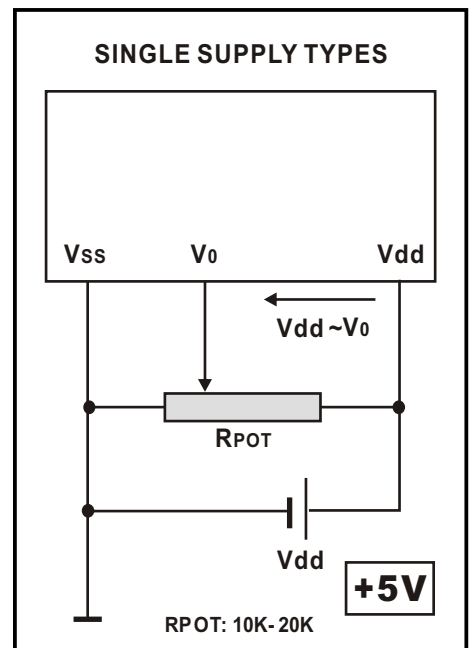 SINGLE SUPPLY TYPES
Vss V0 Vdd
Vdd ~V0
RPOT
Vdd
+5V
RPOT: 10K- 20K